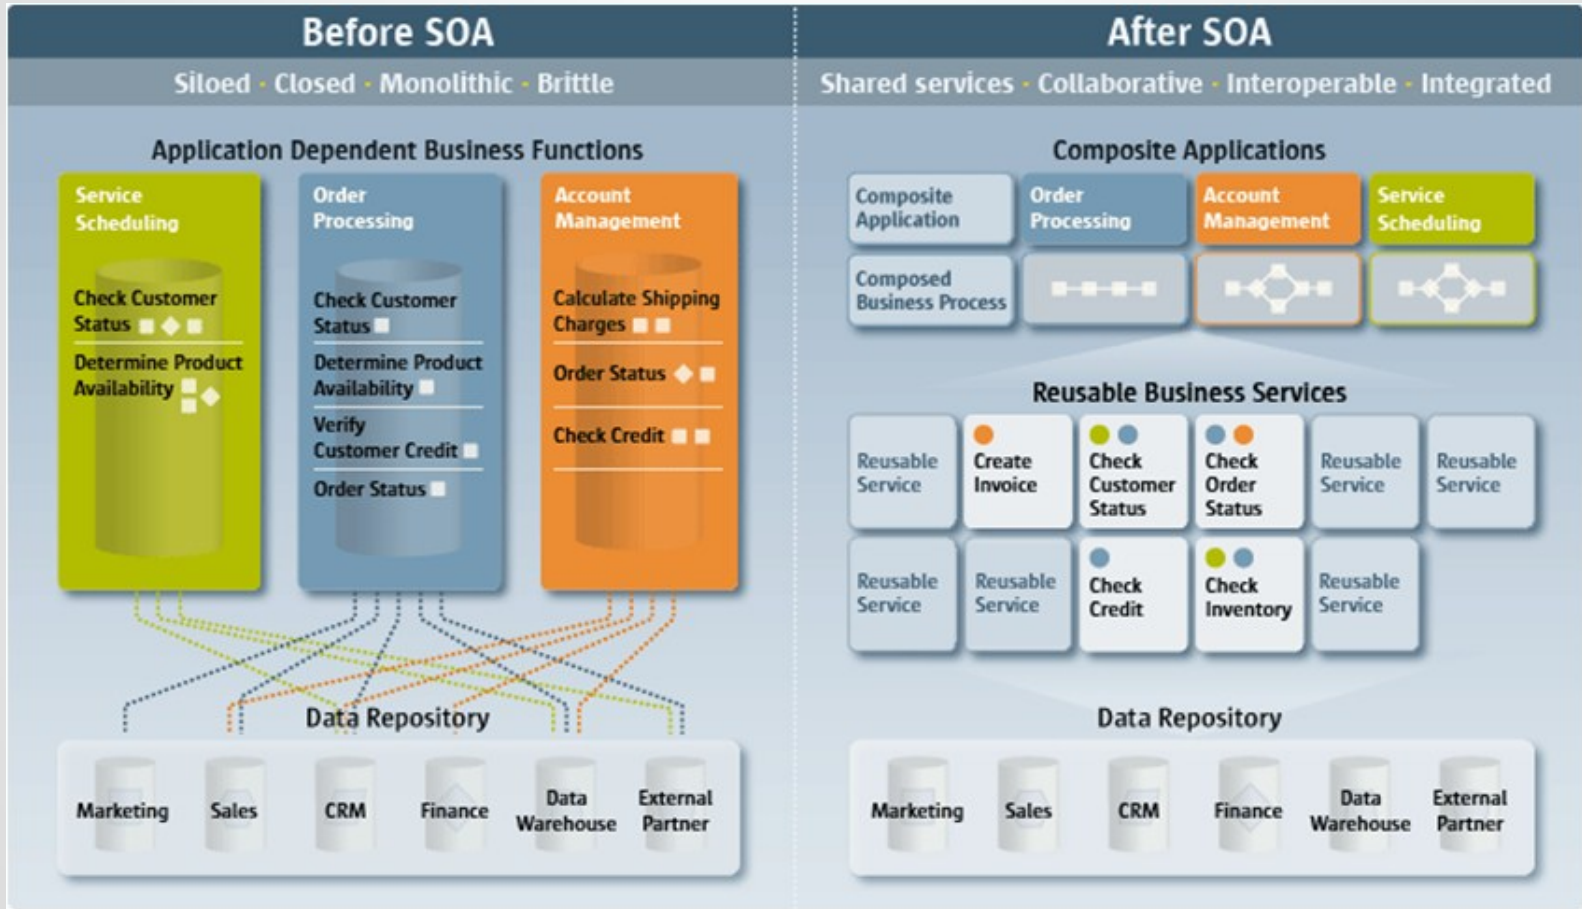 Before SOA
Siloed - Closed - Monolithic - Brittle
Application Dependent Business Functions
Service
Scheduling
Check Customer
Status
Determine Product
Availability
Order
Processing
Check Customer
Status
Determine Product
Availability
Verify
Customer Credit
Order Status
Account
Management
Calculate Shipping
Charges
Order Status
Check Credit
Data Repository
Marketing
Sales
CRM
Finance
Data
Warehouse
External
Partner
After SOA
Shared services - Collaborative - Interoperable - Integrated
Composite Applications
Composite
Application
Order
Processing
Account
Management
Service
Scheduling
Composed
Business Process
Reusable Business Services
Reusable
Service
Create
Invoice
Check
Customer
Status
Check
Order
Status
Reusable
Service
Reusable
Service
Reusable
Service
Reusable
Service
Check
Credit
Check
Inventory
Reusable
Service
Data Repository
Marketing
Sales
CRM
Finance
Data
Warehouse
External
Partner